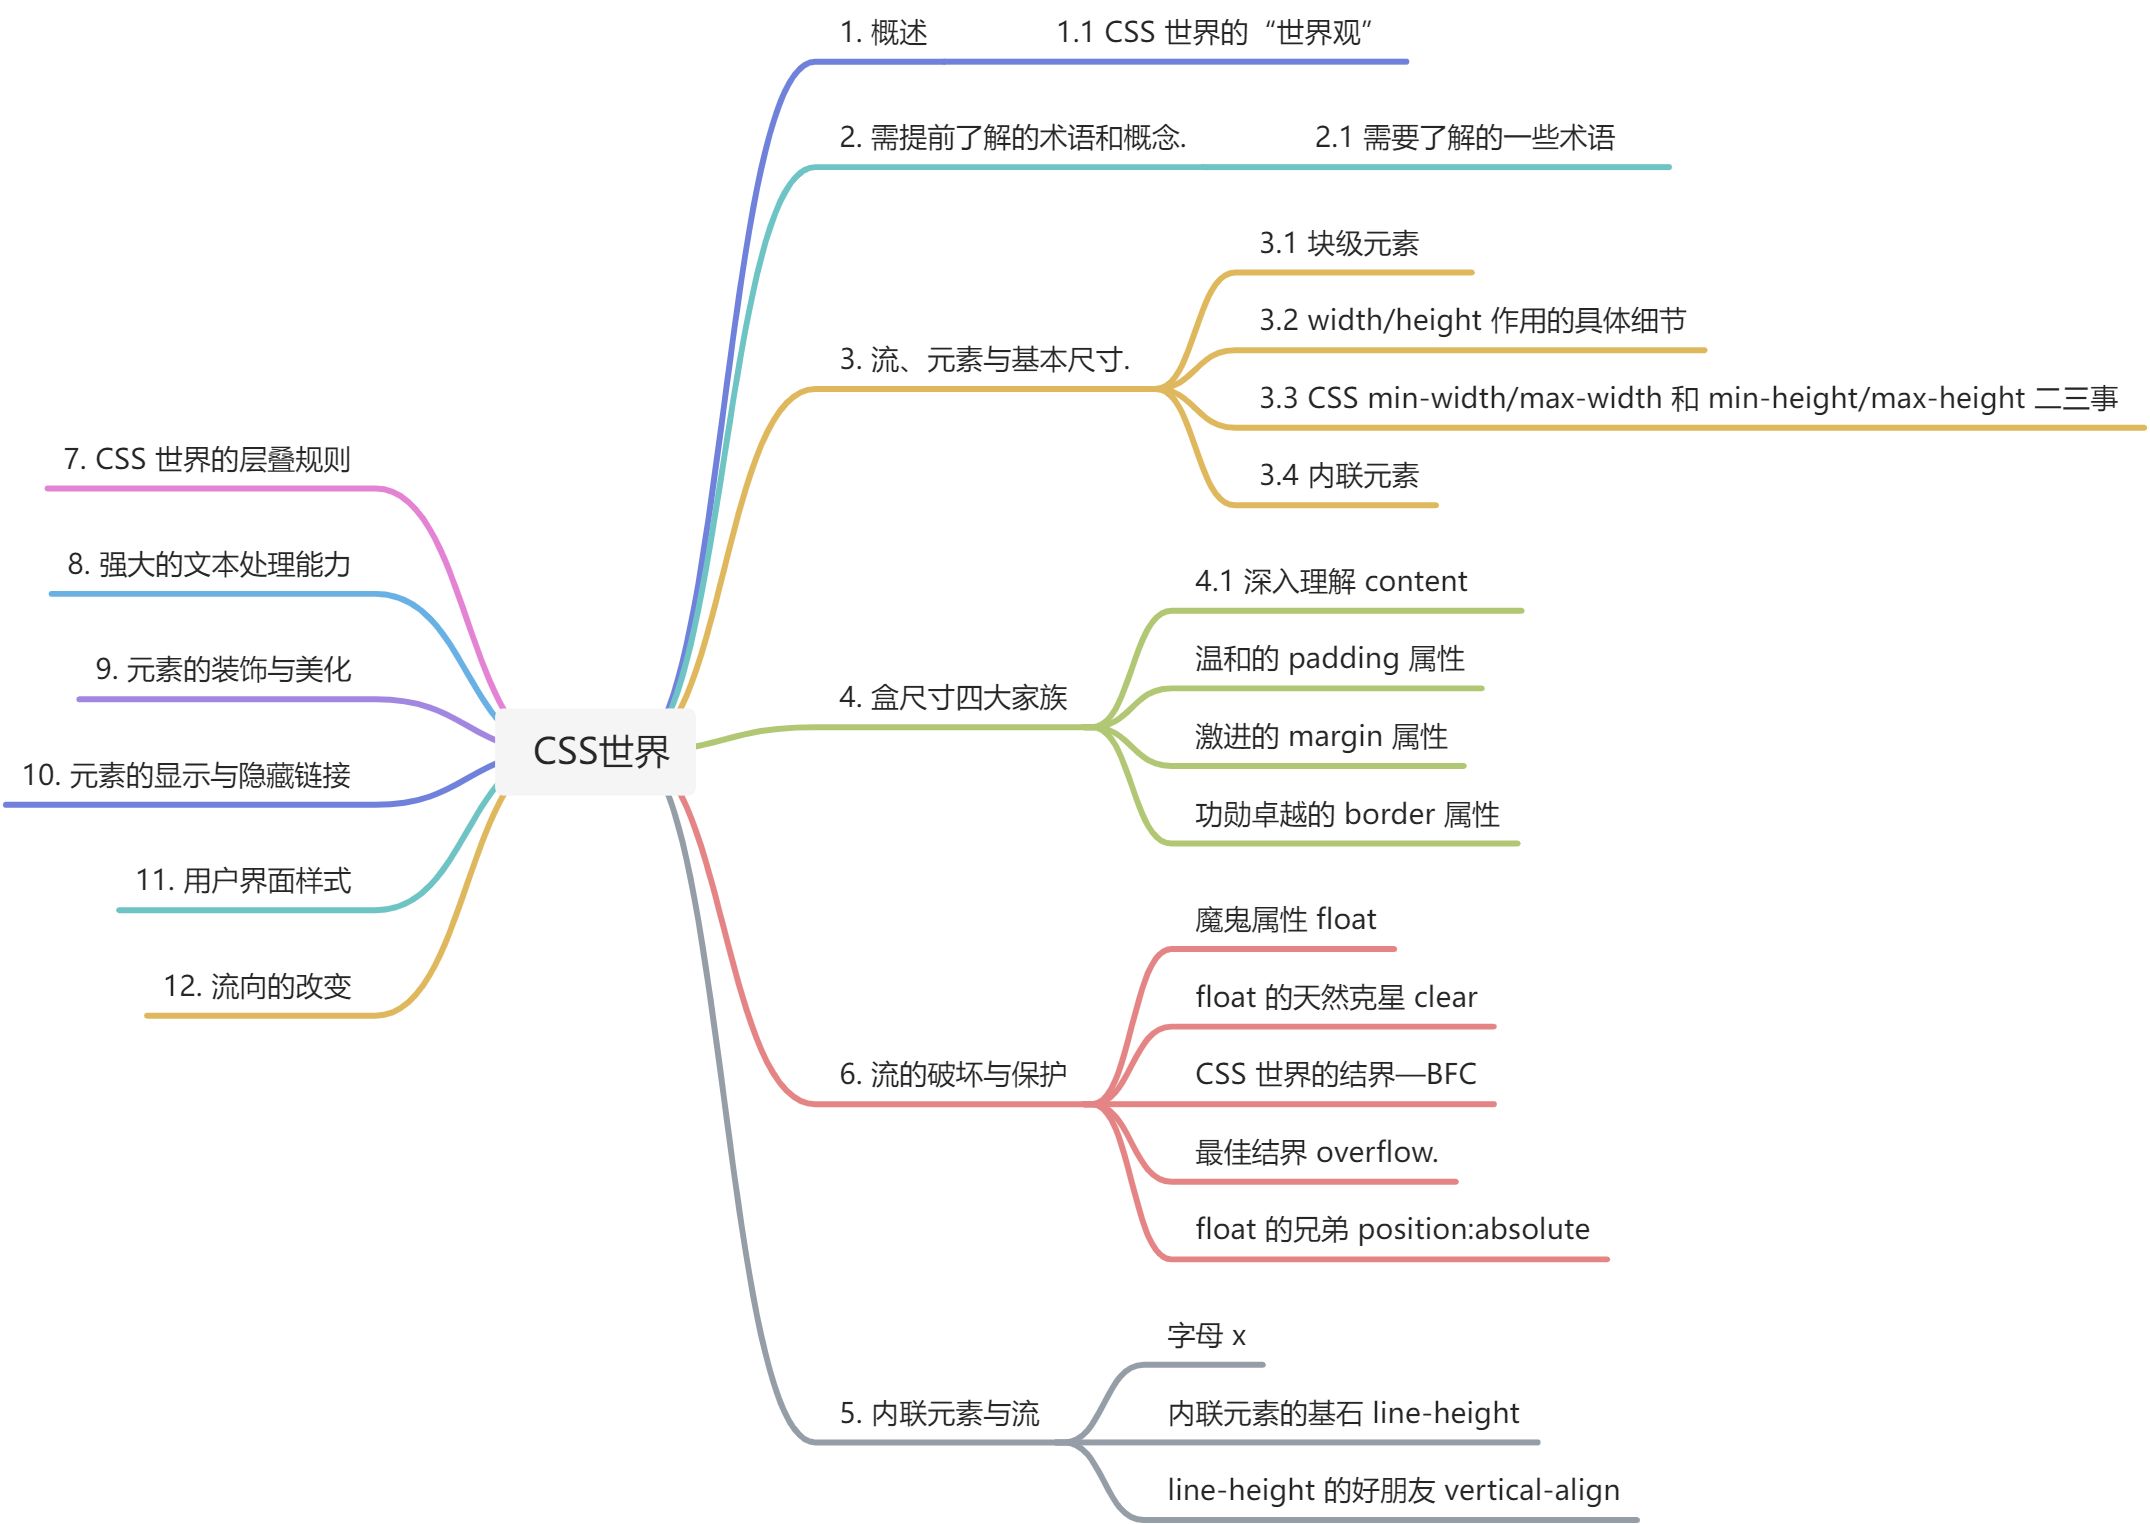 CSS世界
1. 概述
1.1 CSS 世界的“世界观”
2. 需提前了解的术语和概念.
2.1 需要了解的一些术语
3. 流、元素与基本尺寸.
3.1 块级元素
3.2 width/height 作用的具体细节
3.3 CSS min-width/max-width 和 min-height/max-height 二三事
3.4 内联元素
4. 盒尺寸四大家族
4.1 深入理解 content
温和的 padding 属性
激进的 margin 属性
功勋卓越的 border 属性
6. 流的破坏与保护
魔鬼属性 float
float 的天然克星 clear
CSS 世界的结界—BFC
最佳结界 overflow.
float 的兄弟 position:absolute
5. 内联元素与流
字母 x
内联元素的基石 line-height
line-height 的好朋友 vertical-align
7. CSS 世界的层叠规则
8. 强大的文本处理能力
9. 元素的装饰与美化
10. 元素的显示与隐藏链接
11. 用户界面样式
12. 流向的改变